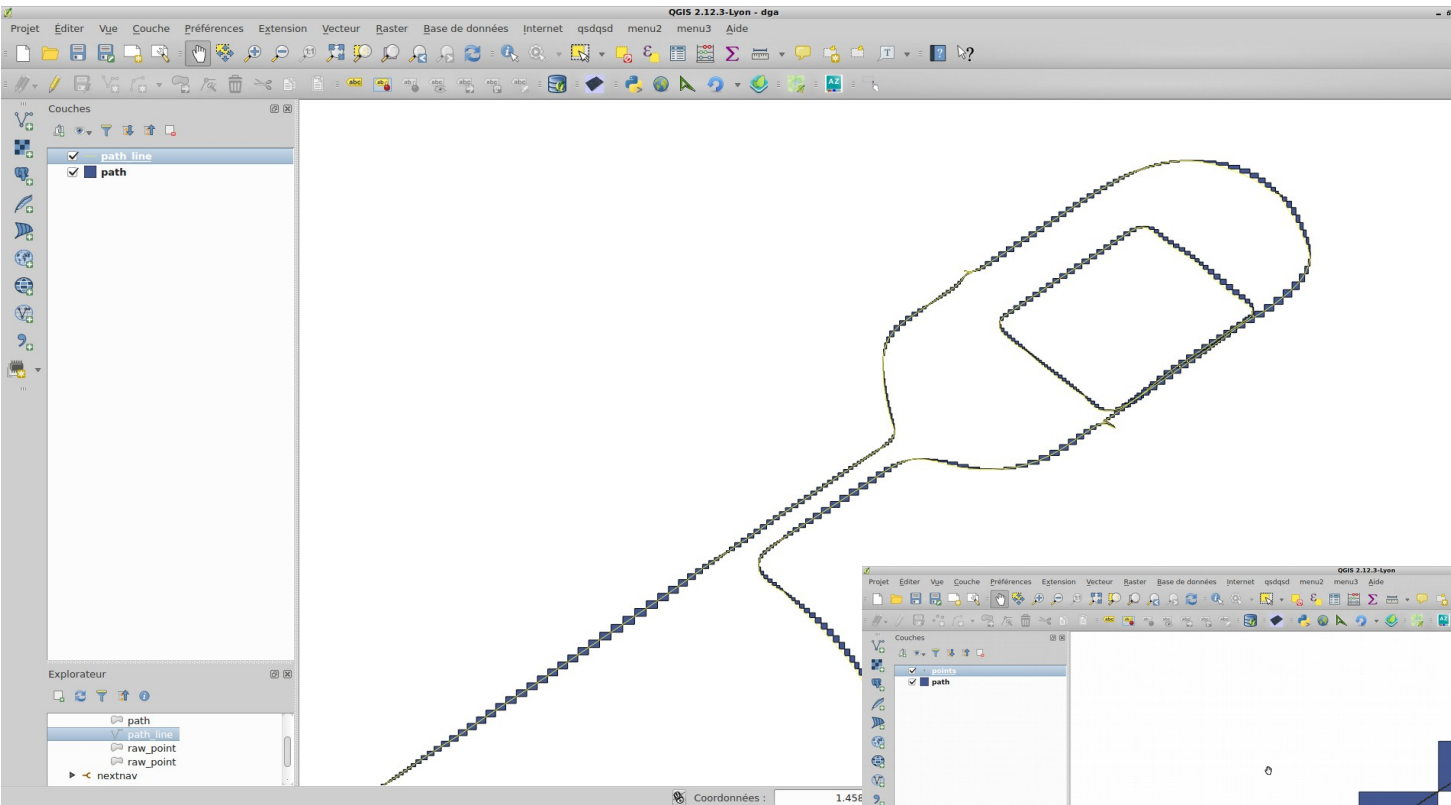 QGIS 2.12.3-Lyon - dga
Projet Éditer Vue Couche Préférences Extension Vecteur Raster Base de données Internet qsdqsd menu2 menu3 Aide
Couches
path_line
path
Explorateur
path
path_line
raw_point
raw_point
nextnav
Coordonnées :
1.458
QGIS 2.12.3-Lyon
Projet Éditer Vue Couche Préférences Extension Vecteur Raster Base de données Internet qsdqsd menu2 menu3 Aide
Couches
points
path